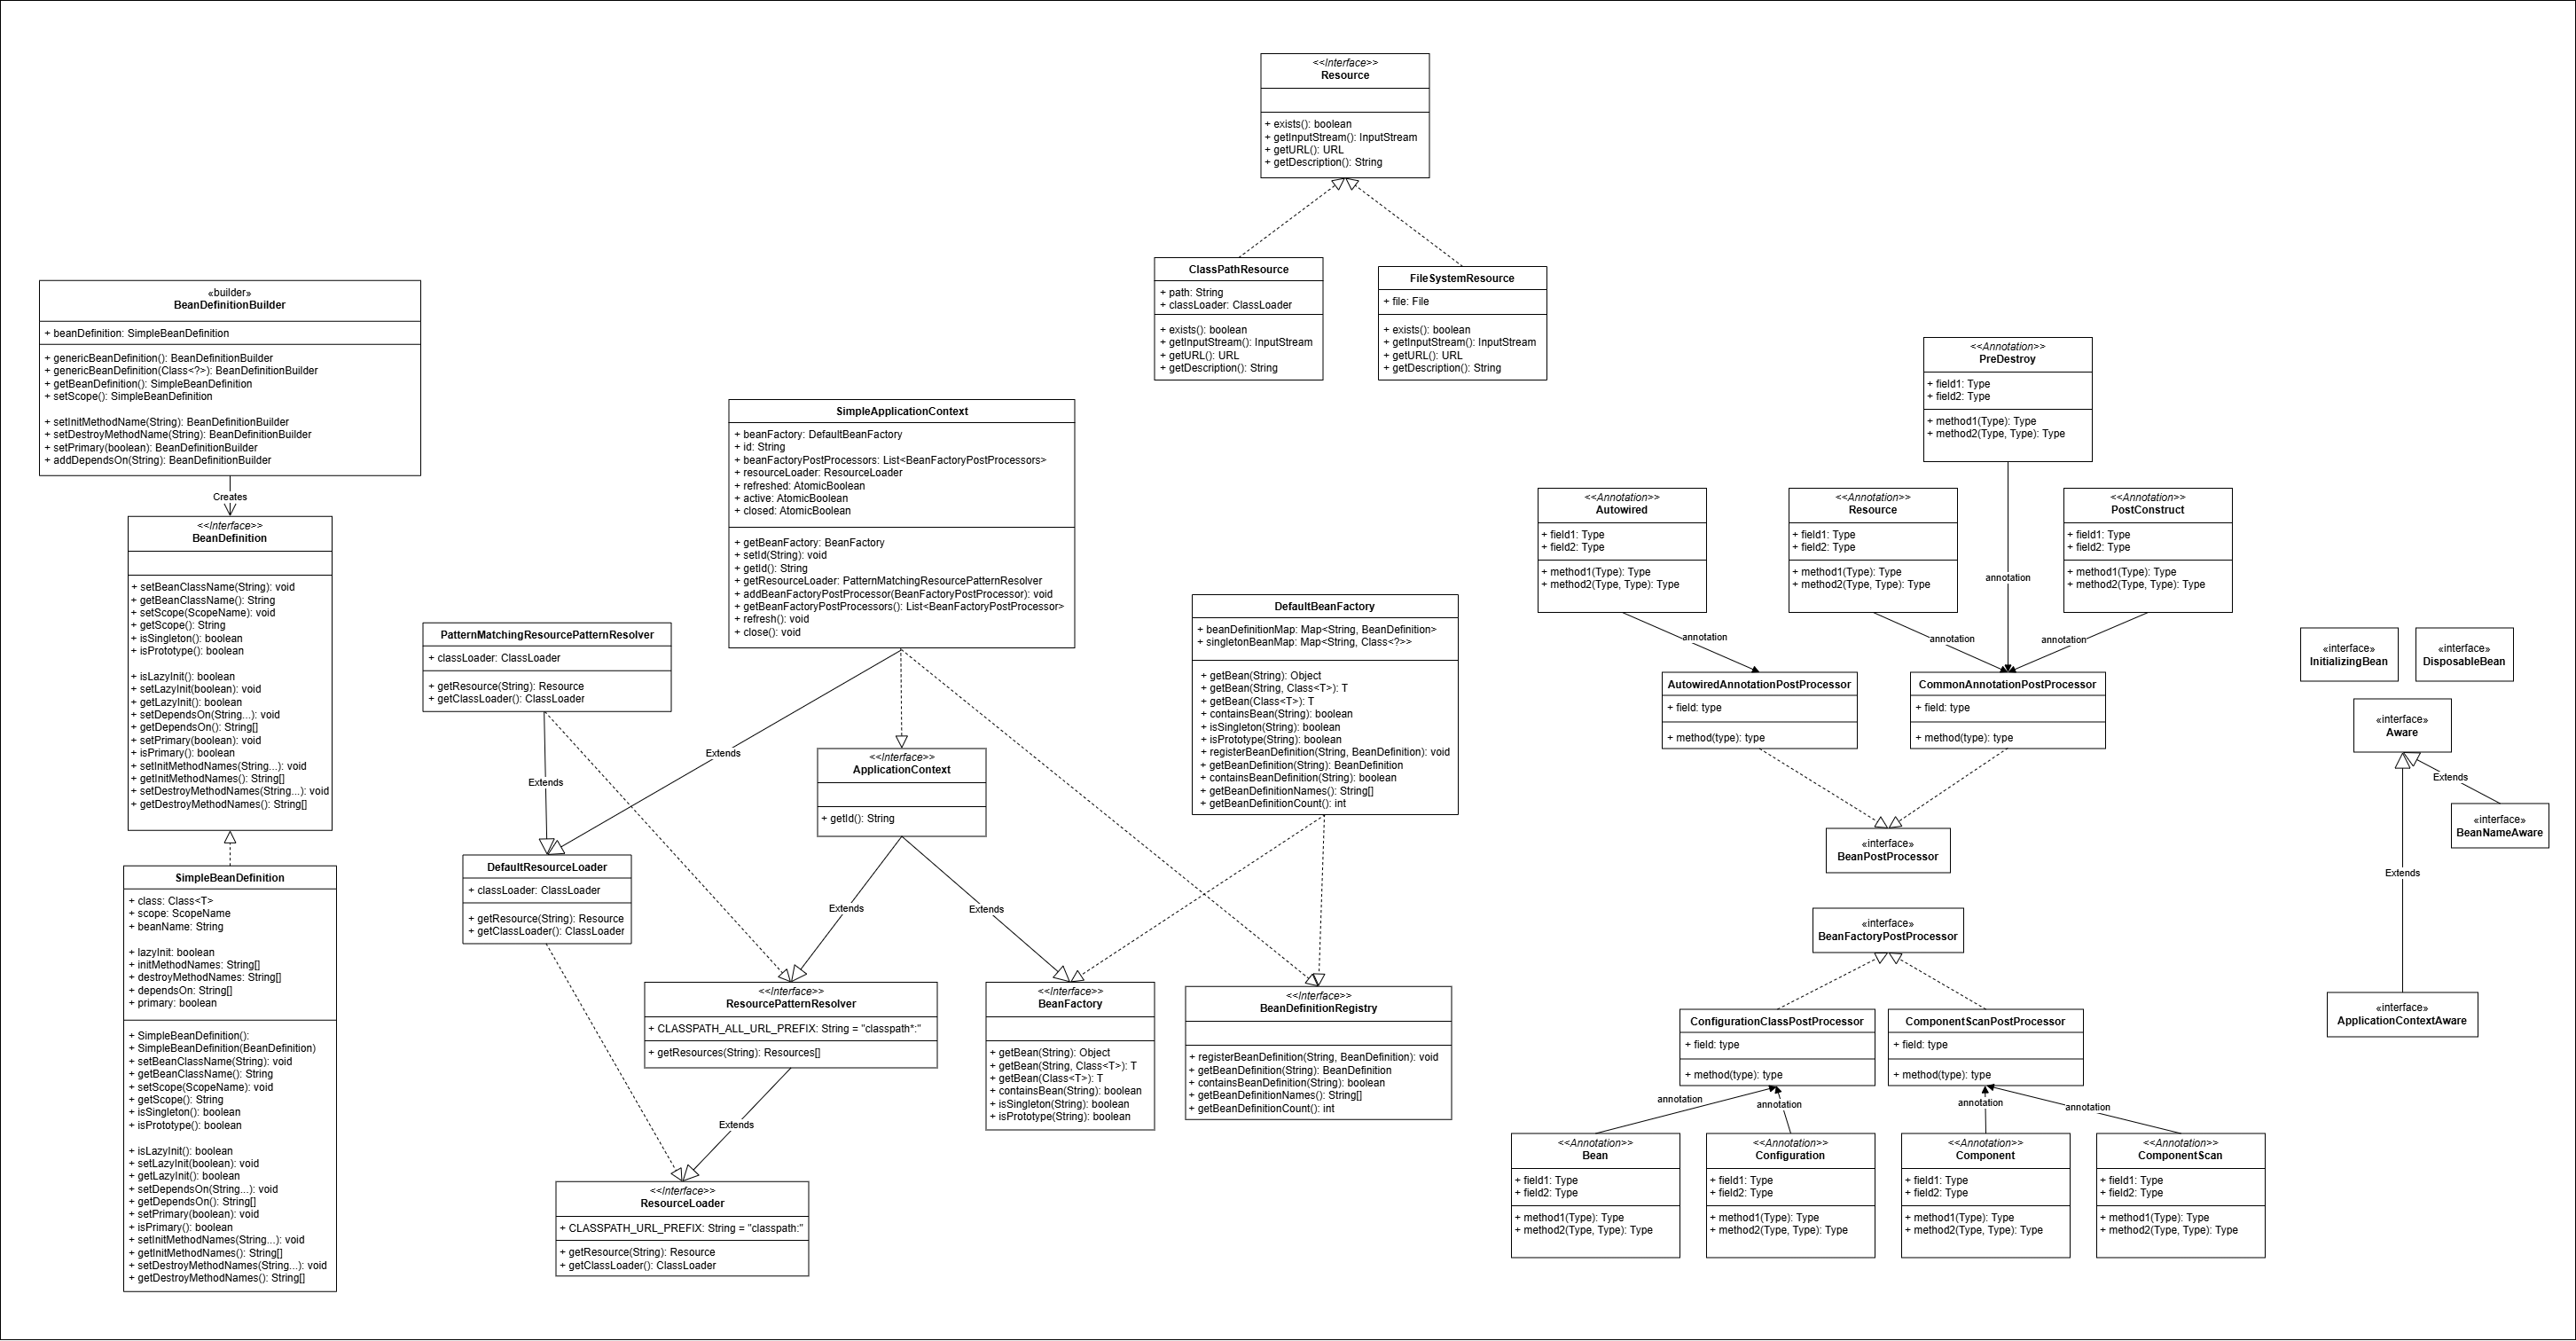 <<Interface>>
Resource
+ exists(): boolean
+ getInputStream(): InputStream
+ getURL(): URL
+ getDescription(): String
ClassPathResource
+ path: String
+ classLoader: ClassLoader
+ exists(): boolean
+ getInputStream(): InputStream
+ getURL(): URL
+ getDescription(): String
FileSystemResource
+ file: File
+ exists(): boolean
+ getInputStream(): InputStream
+ getURL(): URL
+ getDescription(): String
«builder»
BeanDefinitionBuilder
+ beanDefinition: SimpleBeanDefinition
+ genericBeanDefinition(): BeanDefinitionBuilder
+ genericBeanDefinition(Class<?>): BeanDefinitionBuilder
+ getBeanDefinition(): SimpleBeanDefinition
+ setScope(): SimpleBeanDefinition
+ setInitMethodName(String): BeanDefinitionBuilder
+ setDestroyMethodName(String): BeanDefinitionBuilder
+ setPrimary(boolean): BeanDefinitionBuilder
+ addDependsOn(String): BeanDefinitionBuilder
Creates
<<Interface>>
BeanDefinition
+ setBeanClassName(String): void
+ getBeanClassName(): String
+ setScope(ScopeName): void
+ getScope(): String
+ isSingleton(): boolean
+ isPrototype(): boolean
+ isLazyInit(): boolean
+ setLazyInit(boolean): void
+ getLazyInit(): boolean
+ setDependsOn(String...): void
+ getDependsOn(): String[]
+ setPrimary(boolean): void
+ isPrimary(): boolean
+ setInitMethodNames(String...): void
+ getInitMethodNames(): String[]
+ setDestroyMethodNames(String...): void
+ getDestroyMethodNames(): String[]
SimpleBeanDefinition
+ class: Class<T>
+ scope: ScopeName
+ beanName: String
+ lazyInit: boolean
+ initMethodNames: String[]
+ destroyMethodNames: String[]
+ dependsOn: String[]
+ primary: boolean
+ SimpleBeanDefinition():
+ SimpleBeanDefinition(BeanDefinition)
+ setBeanClassName(String): void
+ getBeanClassName(): String
+ setScope(ScopeName): void
+ getScope(): String
+ isSingleton(): boolean
+ isPrototype(): boolean
+ isLazyInit(): boolean
+ setLazyInit(boolean): void
+ getLazyInit(): boolean
+ setDependsOn(String...): void
+ getDependsOn(): String[]
+ setPrimary(boolean): void
+ isPrimary(): boolean
+ setInitMethodNames(String...): void
+ getInitMethodNames(): String[]
+ setDestroyMethodNames(String...): void
+ getDestroyMethodNames(): String[]
SimpleApplicationContext
+ beanFactory: DefaultBeanFactory
+ id: String
+ beanFactoryPostProcessors: List<BeanFactoryPostProcessors>
+ resourceLoader: ResourceLoader
+ refreshed: AtomicBoolean
+ active: AtomicBoolean
+ closed: AtomicBoolean
+ getBeanFactory: BeanFactory
+ setId(String): void
+ getId(): String
+ getResourceLoader: PatternMatchingResourcePatternResolver
+ addBeanFactoryPostProcessor(BeanFactoryPostProcessor): void
+ getBeanFactoryPostProcessors(): List<BeanFactoryPostProcessor>
+ refresh(): void
+ close(): void
PatternMatchingResourcePatternResolver
+ classLoader: ClassLoader
+ getResource(String): Resource
+ getClassLoader(): ClassLoader
Extends
Extends
<<Interface>>
ApplicationContext
+ getId(): String
DefaultResourceLoader
+ classLoader: ClassLoader
+ getResource(String): Resource
+ getClassLoader(): ClassLoader
Extends
Extends
<<Interface>>
ResourcePatternResolver
+ CLASSPATH_ALL_URL_PREFIX: String = "classpath*:"
+ getResources(String): Resources[]
Extends
<<Interface>>
ResourceLoader
+ CLASSPATH_URL_PREFIX: String = "classpath:"
+ getResource(String): Resource
+ getClassLoader(): ClassLoader
<<Interface>>
BeanFactory
+ getBean(String): Object
+ getBean(String, Class<T>): T
+ getBean(Class<T>): T
+ containsBean(String): boolean
+ isSingleton(String): boolean
+ isPrototype(String): boolean
DefaultBeanFactory
+ beanDefinitionMap: Map<String, BeanDefinition>
+ singletonBeanMap: Map<String, Class<?>>
+ getBean(String): Object
+ getBean(String, Class<T>): T
+ getBean(Class<T>): T
+ containsBean(String): boolean
+ isSingleton(String): boolean
+ isPrototype(String): boolean
+ registerBeanDefinition(String, BeanDefinition): void
+ getBeanDefinition(String): BeanDefinition
+ containsBeanDefinition(String): boolean
+ getBeanDefinitionNames(): String[]
+ getBeanDefinitionCount(): int
<<Interface>>
BeanDefinitionRegistry
+ registerBeanDefinition(String, BeanDefinition): void
+ getBeanDefinition(String): BeanDefinition
+ containsBeanDefinition(String): boolean
+ getBeanDefinitionNames(): String[]
+ getBeanDefinitionCount(): int
<<Annotation>>
PreDestroy
+ field1: Type
+ field2: Type
+ method1(Type): Type
+ method2(Type, Type): Type
<<Annotation>>
Autowired
+ field1: Type
+ field2: Type
+ method1(Type): Type
+ method2(Type, Type): Type
<<Annotation>>
Resource
+ field1: Type
+ field2: Type
+ method1(Type): Type
+ method2(Type, Type): Type
<<Annotation>>
PostConstruct
+ field1: Type
+ field2: Type
+ method1(Type): Type
+ method2(Type, Type): Type
annotation
annotation
annotation
annotation
AutowiredAnnotationPostProcessor
+ field: type
+ method(type): type
CommonAnnotationPostProcessor
+ field: type
+ method(type): type
«interface»
BeanPostProcessor
«interface»
BeanFactoryPostProcessor
ConfigurationClassPostProcessor
+ field: type
+ method(type): type
ComponentScanPostProcessor
+ field: type
+ method(type): type
annotation
annotation
annotation
annotation
<<Annotation>>
Bean
+ field1: Type
+ field2: Type
+ method1(Type): Type
+ method2(Type, Type): Type
<<Annotation>>
Configuration
+ field1: Type
+ field2: Type
+ method1(Type): Type
+ method2(Type, Type): Type
<<Annotation>>
Component
+ field1: Type
+ field2: Type
+ method1(Type): Type
+ method2(Type, Type): Type
<<Annotation>>
ComponentScan
+ field1: Type
+ field2: Type
+ method1(Type): Type
+ method2(Type, Type): Type
«interface»
InitializingBean
«interface»
DisposableBean
«interface»
Aware
Extends
«interface»
BeanNameAware
Extends
«interface»
ApplicationContextAware